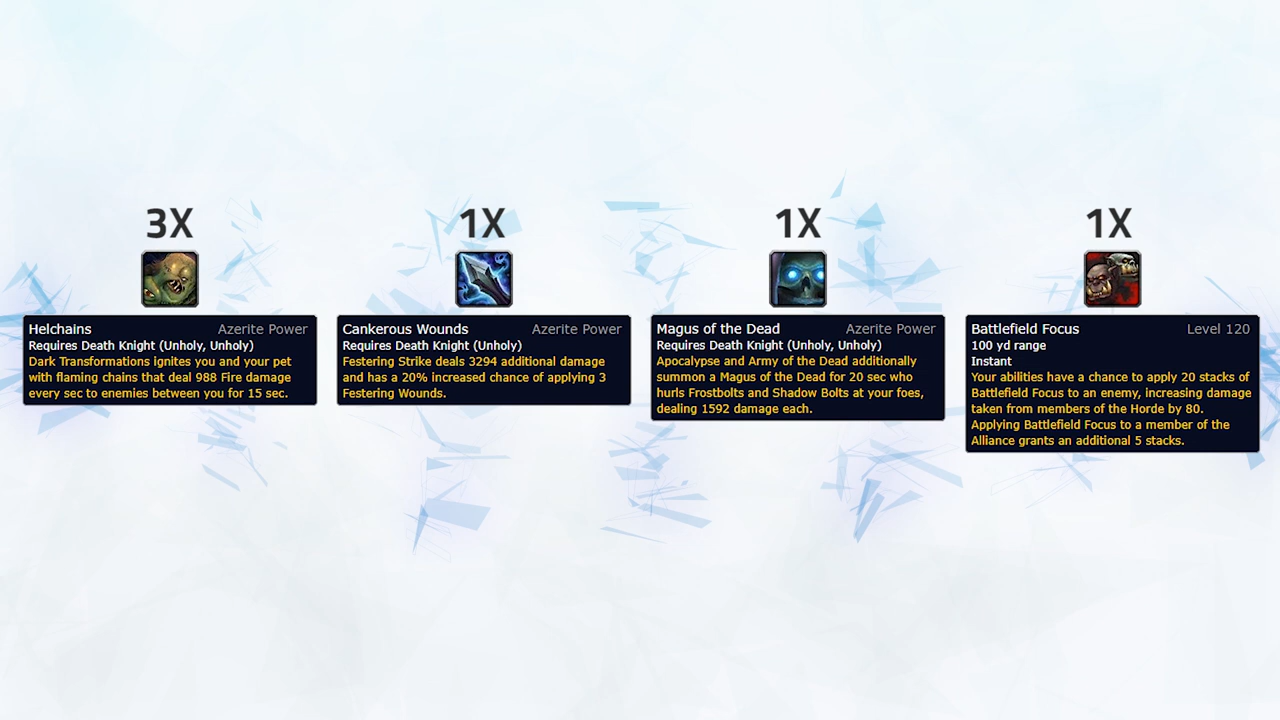 3X
Helchains Azerite Power
Requires Death Knight (Unholy, Unholy)
Dark Transformations ignites you and your pet
with flaming chains that deal 988 Fire damage
every sec to enemies between you for 15 sec.
1X
Cankerous Wounds Azerite Power
Requires Death Knight (Unholy)
Festering Strike deals 3294 additional damage
and has a 20% increased chance of applying 3
Festering Wounds.
1X
Magus of the Dead Azerite Power
Requires Death Knight (Unholy, Unholy)
Apocalypse and Army of the Dead additionally
summon a Magus of the Dead for 20 sec who
hurls Frostbolts and Shadow Bolts at your foes,
dealing 1592 damage each.
1X
Battlefield Focus Level 120
100 yd range
Instant
Your abilities have a chance to apply 20 stacks of
Battlefield Focus to an enemy, increasing damage
taken from members of the Horde by 80.
Applying Battlefield Focus to a member of the
Alliance grants an additional 5 stacks.